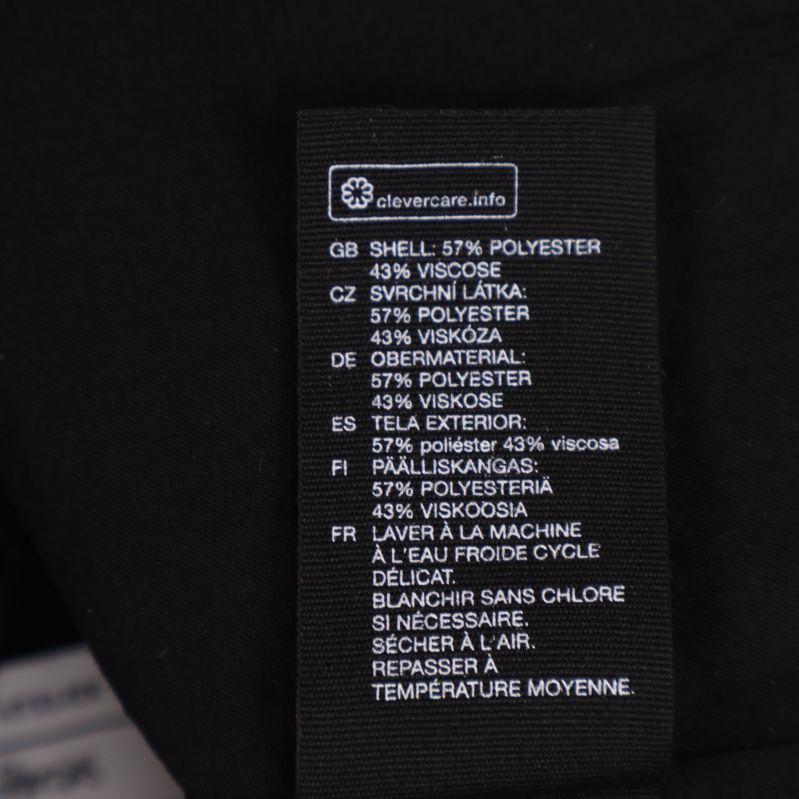 clevercare.info
GB SHELL: 57% POLYESTER
43% VISCOSE
CZ SVRCHNÍ LÁTKA:
57% POLYESTER
43% VISKÓZA
DE OBERMATERIAL:
57% POLYESTER
43% VISKOSE
ES TELA EXTERIOR:
57% poliéster 43% viscosa
FI PÄÄLLISKANGAS:
57% POLYESTERIÄ
43% VISKOOSIA
FR LAVER À LA MACHINE
À L'EAU FROIDE CYCLE
DÉLICAT.
BLANCHIR SANS CHLORE
SI NÉCESSAIRE.
SÉCHER À L'AIR.
REPASSER À
TEMPÉRATURE MOYENNE.